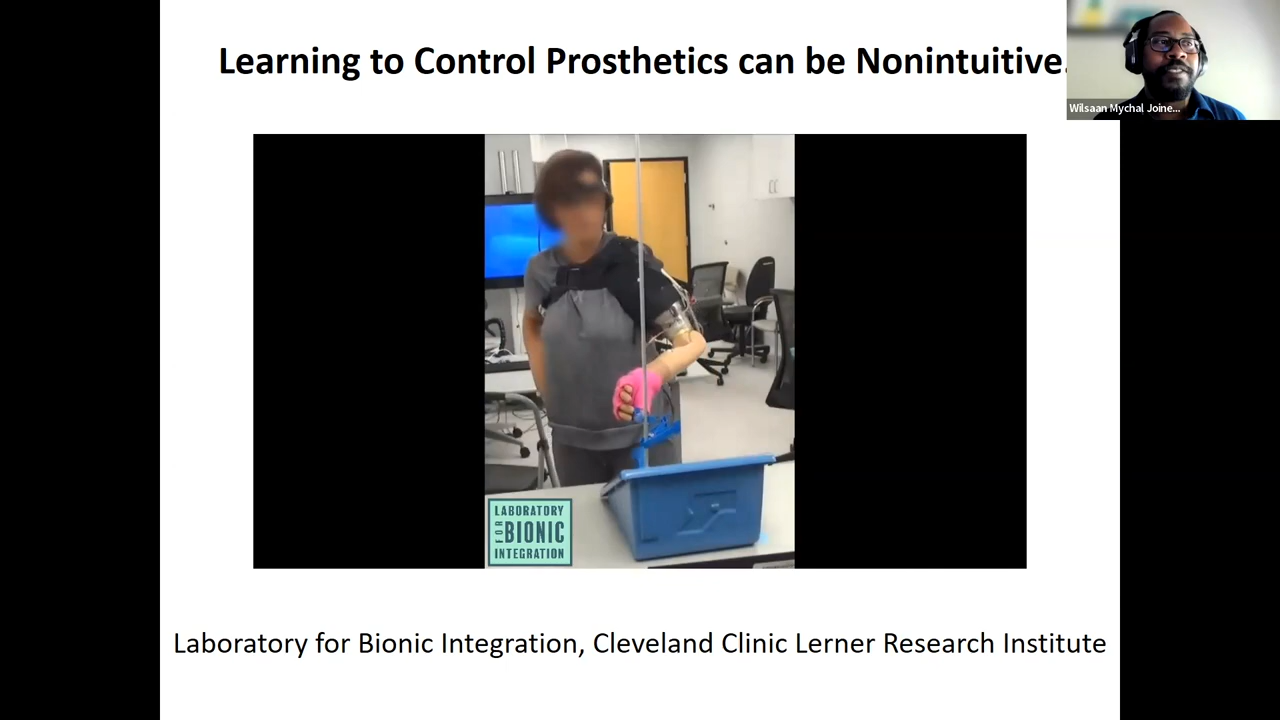 Learning to Control Prosthetics can be Nonintuitive.
Wilsaan Mychal Joine...
LABORATORY
FOR BIONIC
INTEGRATION
Laboratory for Bionic Integration, Cleveland Clinic Lerner Research Institute